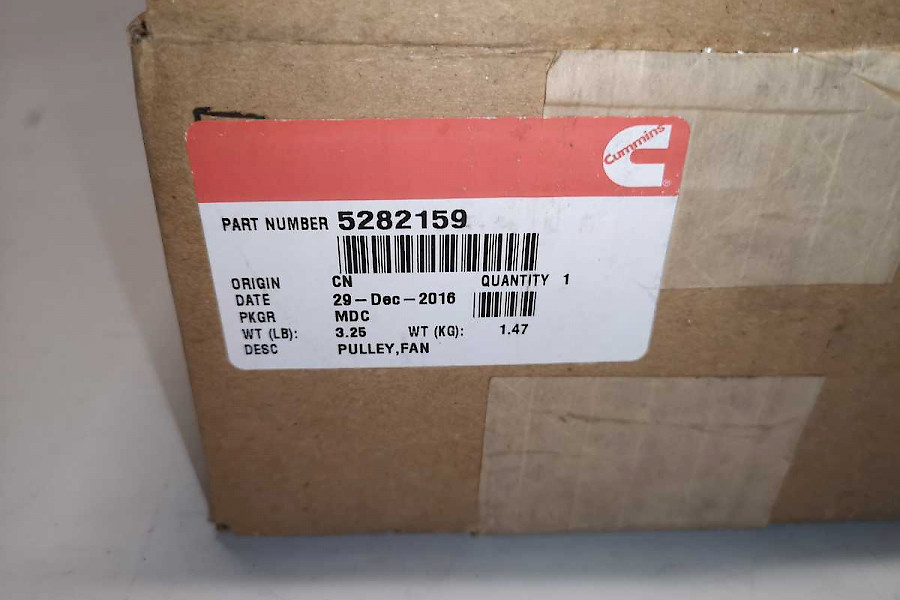 Cummins
®
PART NUMBER 5282159
ORIGIN CN QUANTITY 1
DATE 29-Dec-2016
PKGR MDC
WT (LB): 3.25 WT (KG): 1.47
DESC PULLEY,FAN